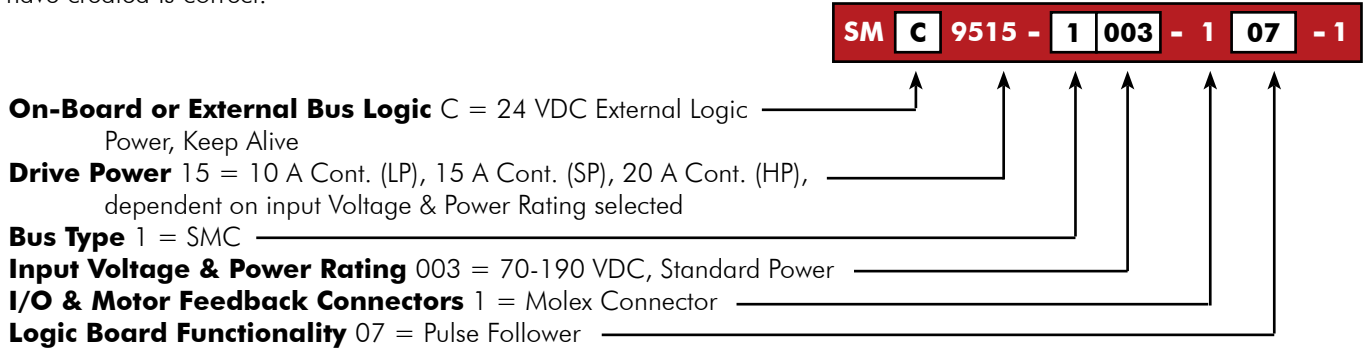 have created is correct.
SM C 9515 - 1 003 - 1 07 - 1
On-Board or External Bus Logic C = 24 VDC External Logic
Power, Keep Alive
Drive Power 15 = 10 A Cont. (LP), 15 A Cont. (SP), 20 A Cont. (HP),
dependent on input Voltage & Power Rating selected
Bus Type 1 = SMC
Input Voltage & Power Rating 003 = 70-190 VDC, Standard Power
I/O & Motor Feedback Connectors 1 = Molex Connector
Logic Board Functionality 07 = Pulse Follower